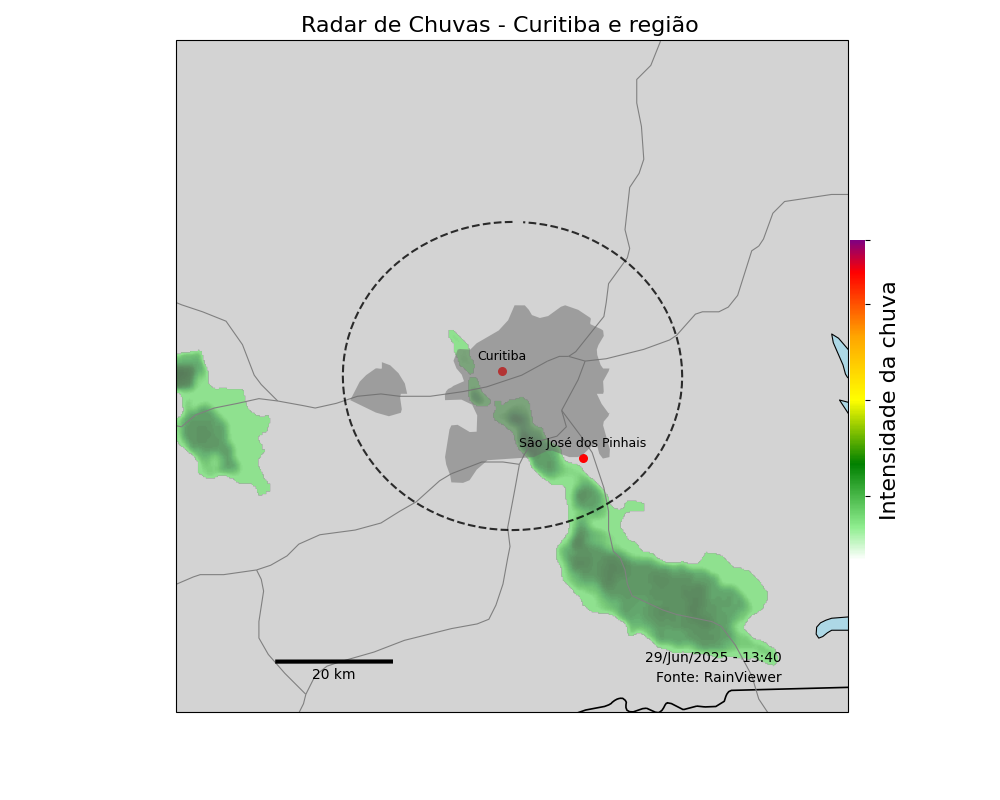 Radar de Chuvas - Curitiba e região
Curitiba
São José dos Pinhais
Intensidade da chuva
29/Jun/2025 - 13:40
20 km
Fonte: RainViewer